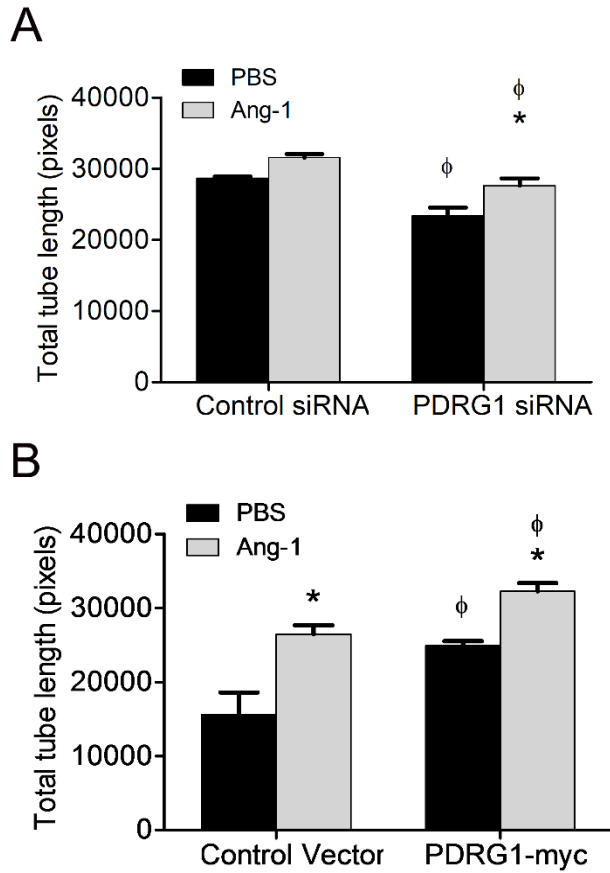 A
PBS
Ang-1
Total tube length (pixels)
40000
30000
20000
10000
0
ϕ
ϕ
*
Control siRNA
PDRG1 siRNA
B
PBS
Ang-1
Total tube length (pixels)
40000
30000
20000
10000
0
*
ϕ
ϕ
*
Control Vector
PDRG1-myc